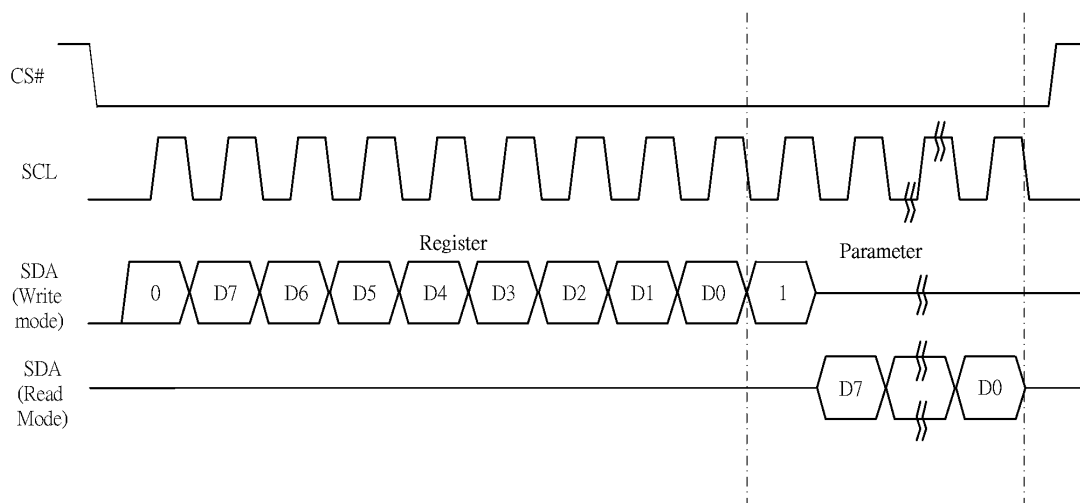 CS#
SCL
Register
Parameter
SDA
(Write
mode)
0 D7 D6 D5 D4 D3 D2 D1 D0 1
SDA
(Read
Mode)
D7 D0